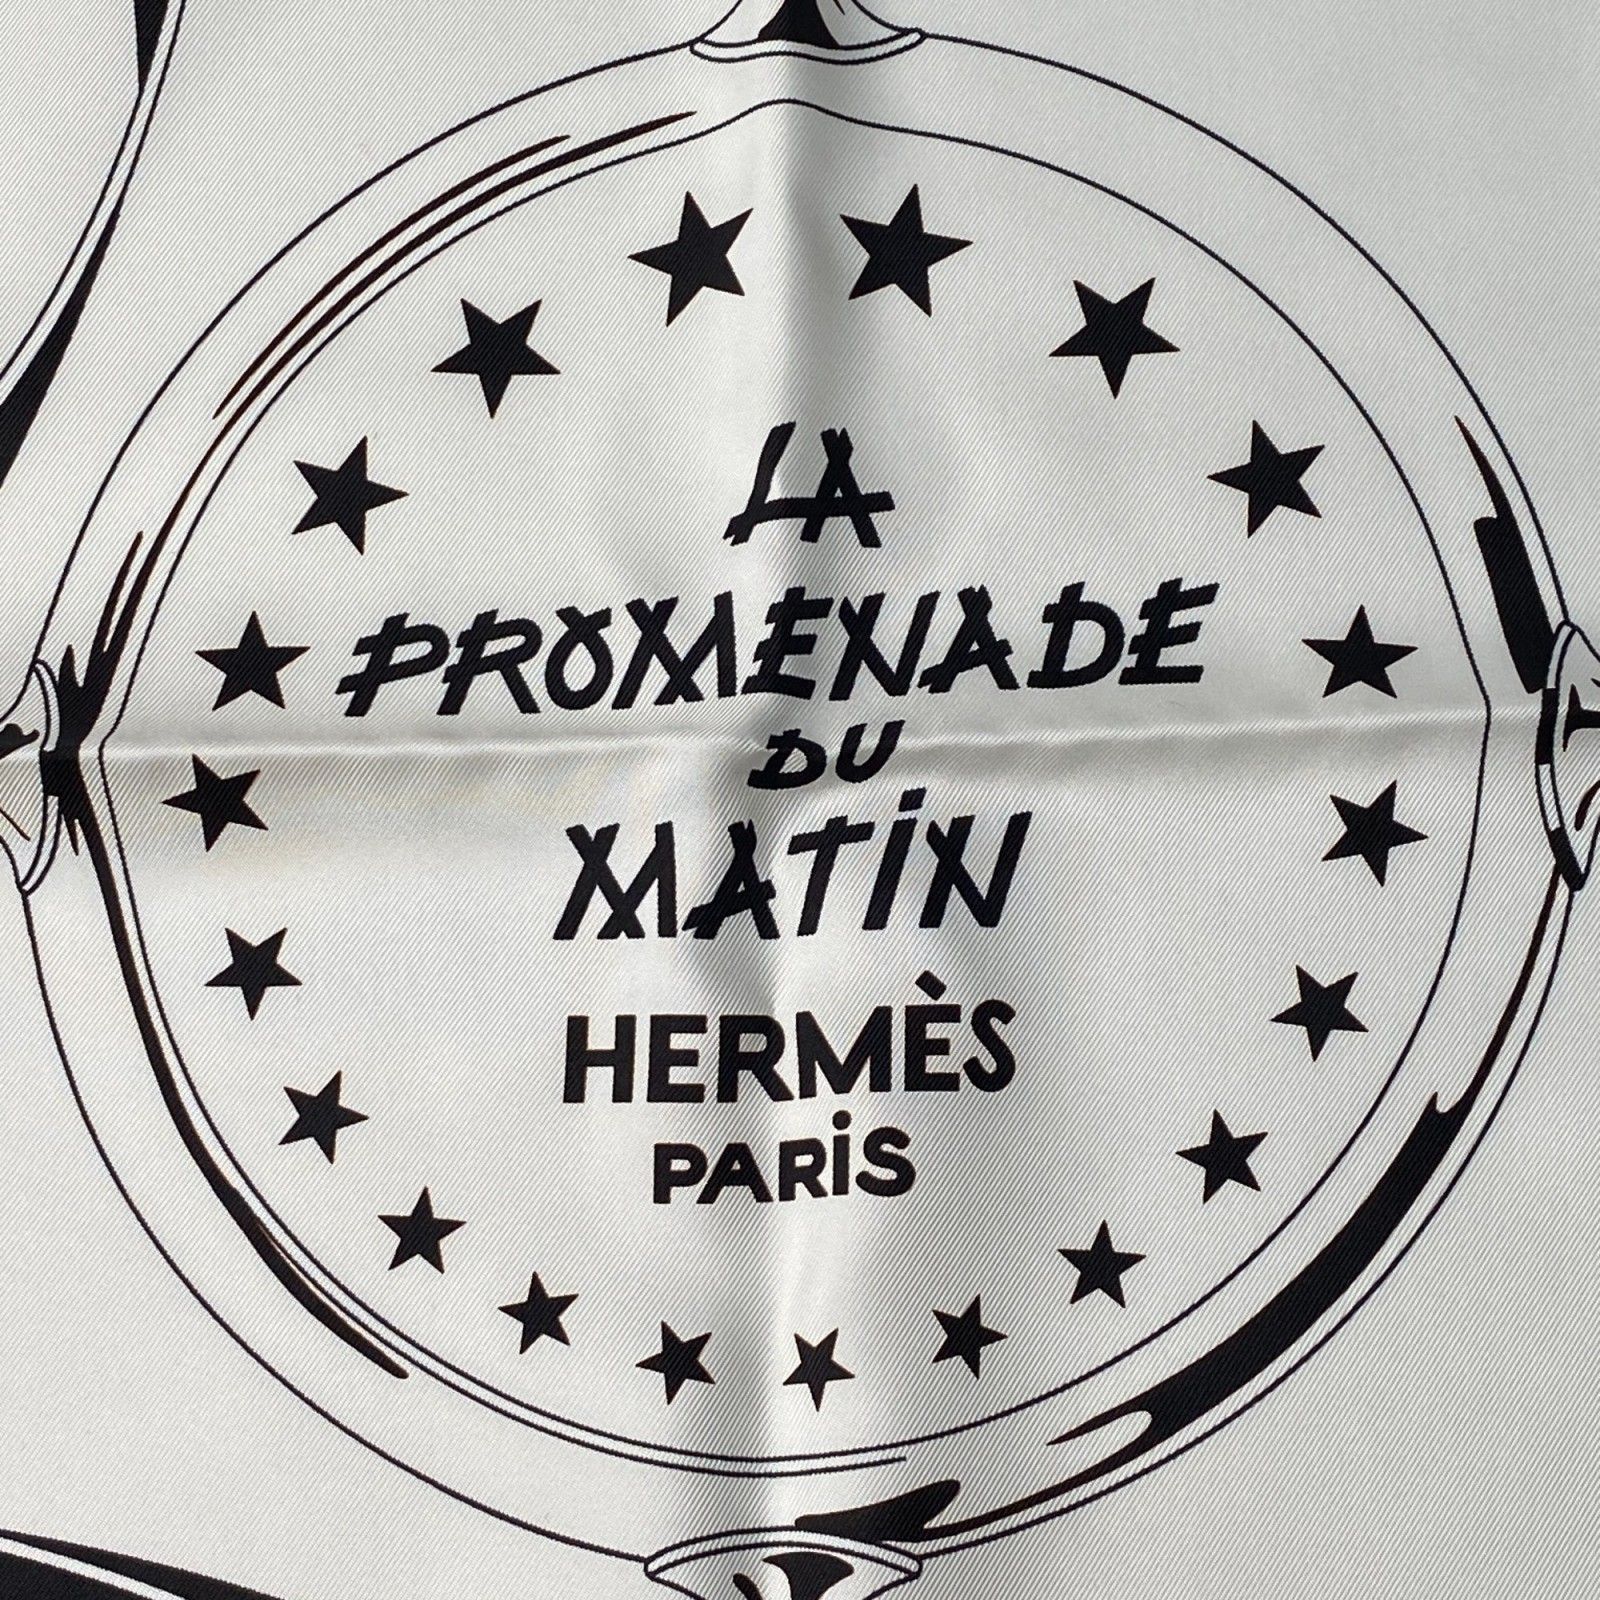 LA
PROMENADE
DU
MATiN
HERMÈS
PARiS